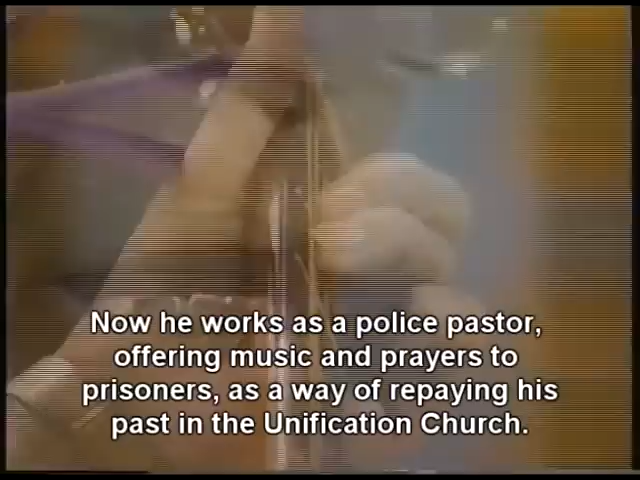 Now he works as a police pastor,
offering music and prayers to
prisoners, as a way of repaying his
past in the Unification Church.